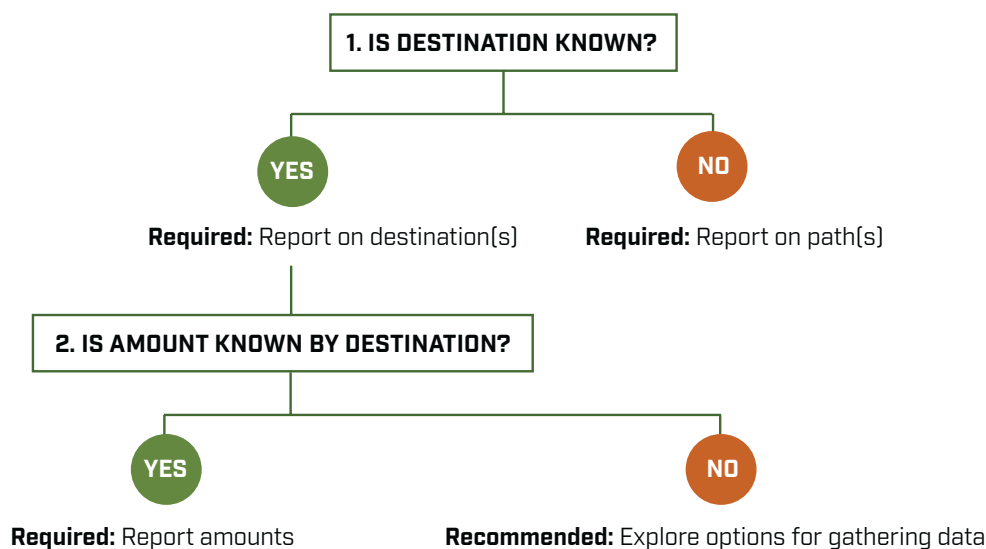 1. IS DESTINATION KNOWN?
YES
NO
Required: Report on destination(s)
Required: Report on path(s)
2. IS AMOUNT KNOWN BY DESTINATION?
YES
NO
Required: Report amounts
Recommended: Explore options for gathering data